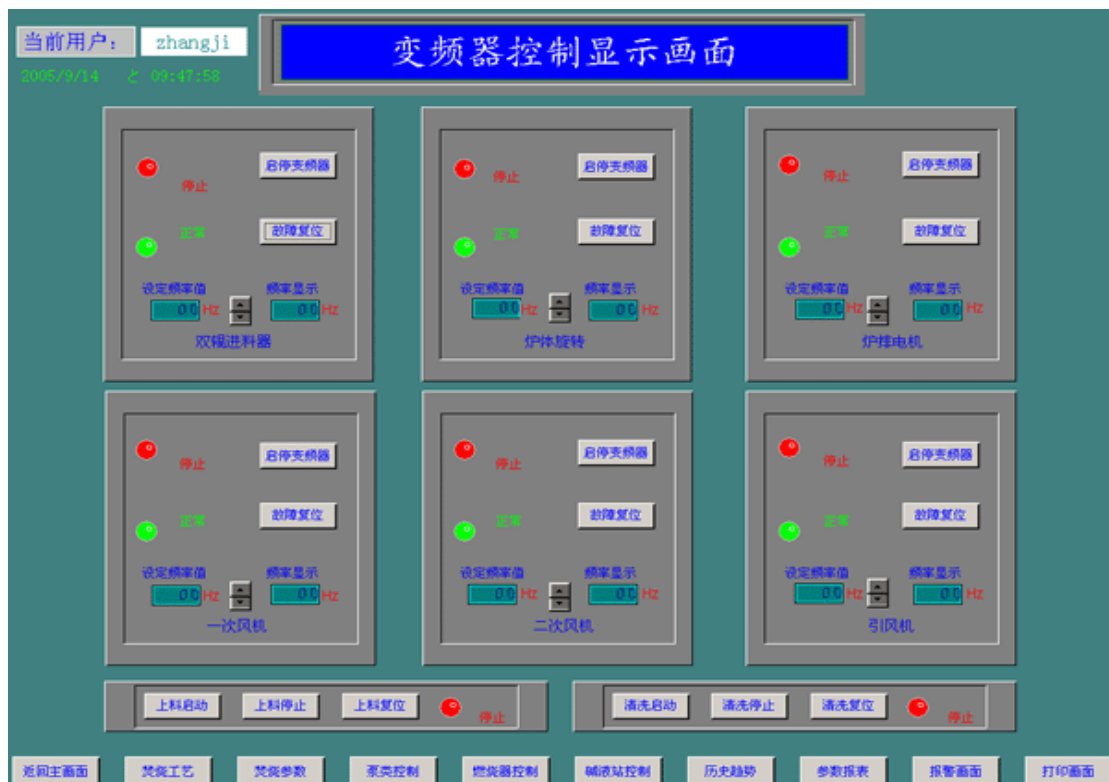 当前用户： zhangji
变频器控制显示画面
2005/9/14 と 09:47:58
启停变频器 启停变频器 启停变频器
停止 停止 停止
正常 故障复位 正常 故障复位 正常 故障复位
设定频率值 频率显示 设定频率值 频率显示 设定频率值 频率显示
0.0 Hz 0.0 Hz 0.0 Hz 0.0 Hz 0.0 Hz 0.0 Hz
双辊进料器 炉体旋转 炉排电机
启停变频器 启停变频器 启停变频器
停止 停止 停止
正常 故障复位 正常 故障复位 正常 故障复位
设定频率值 频率显示 设定频率值 频率显示 设定频率值 频率显示
0.0 Hz 0.0 Hz 0.0 Hz 0.0 Hz 0.0 Hz 0.0 Hz
一次风机 二次风机 引风机
上料启动 上料停止 上料复位 停止 清洗启动 清洗停止 清洗复位 停止
返回主画面 焚烧工艺 焚烧参数 泵类控制 燃烧器控制 碱液站控制 历史趋势 参数报表 报警画面 打印画面